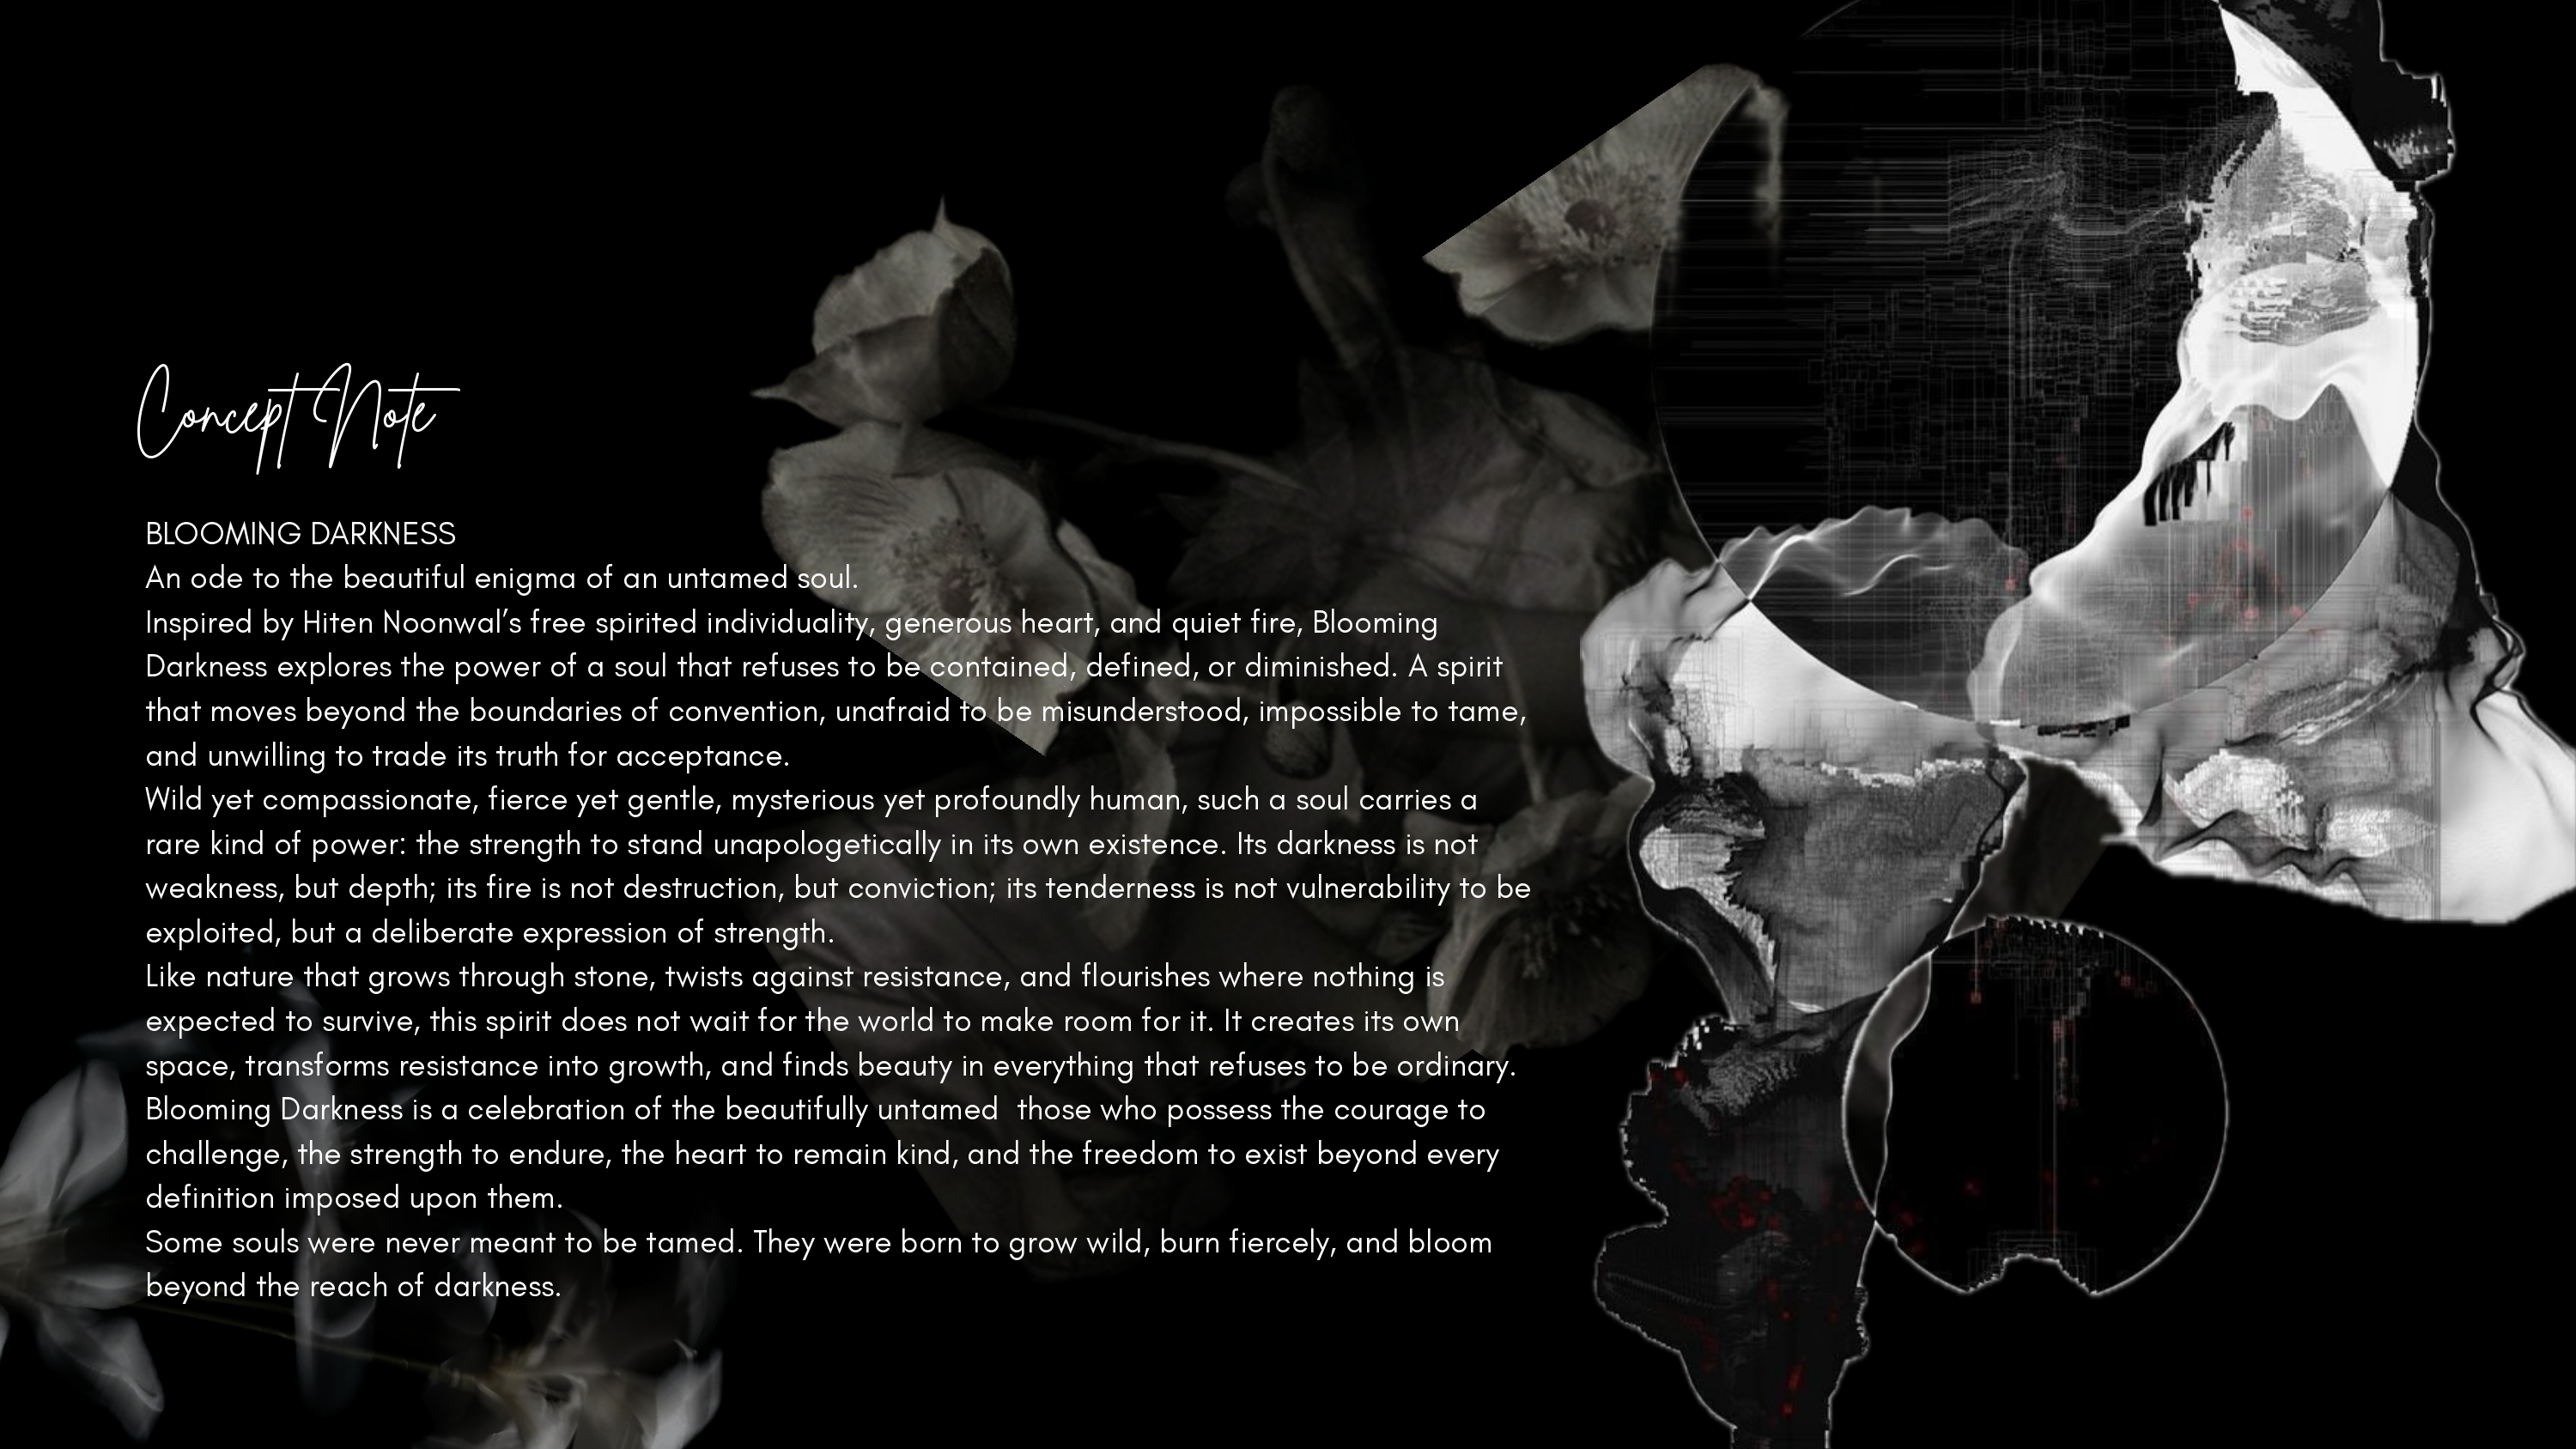 Concept Note
BLOOMING DARKNESS
An ode to the beautiful enigma of an untamed soul.
Inspired by Hiten Noonwal’s free spirited individuality, generous heart, and quiet fire, Blooming
Darkness explores the power of a soul that refuses to be contained, defined, or diminished. A spirit
that moves beyond the boundaries of convention, unafraid to be misunderstood, impossible to tame,
and unwilling to trade its truth for acceptance.
Wild yet compassionate, fierce yet gentle, mysterious yet profoundly human, such a soul carries a
rare kind of power: the strength to stand unapologetically in its own existence. Its darkness is not
weakness, but depth; its fire is not destruction, but conviction; its tenderness is not vulnerability to be
exploited, but a deliberate expression of strength.
Like nature that grows through stone, twists against resistance, and flourishes where nothing is
expected to survive, this spirit does not wait for the world to make room for it. It creates its own
space, transforms resistance into growth, and finds beauty in everything that refuses to be ordinary.
Blooming Darkness is a celebration of the beautifully untamed  those who possess the courage to
challenge, the strength to endure, the heart to remain kind, and the freedom to exist beyond every
definition imposed upon them.
Some souls were never meant to be tamed. They were born to grow wild, burn fiercely, and bloom
beyond the reach of darkness.